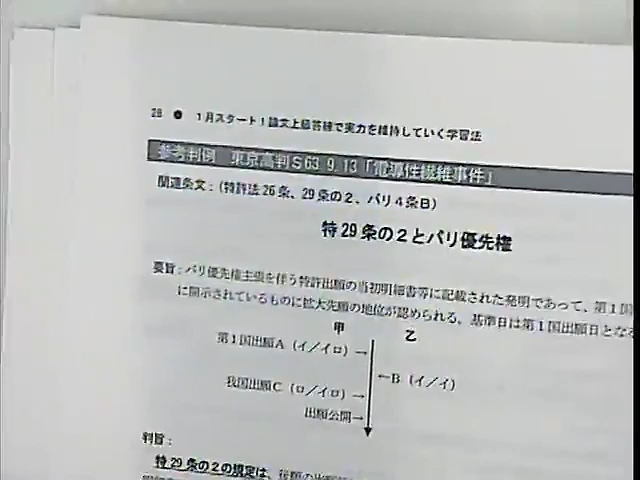 28 ● 1月スタート!論文上級答練で実力を維持していく学習法
参考判例 東京高判S63.9.13「電導性繊維事件」
関連条文:(特許法26条、29条の2、パリ4条B)
特29条の2とパリ優先権
要旨:パリ優先権主張を伴う特許出願の当初明細書等に記載された発明であって、第1国
に開示されているものに拡大先願の地位が認められる。基準日は第1国出願日となる
甲 乙
第1国出願A(イ/イロ)→
←B(イ/イ)
我国出願C(ロ/イロ)→
出願公開→
判旨:
特29条の2の規定は、後願の出願